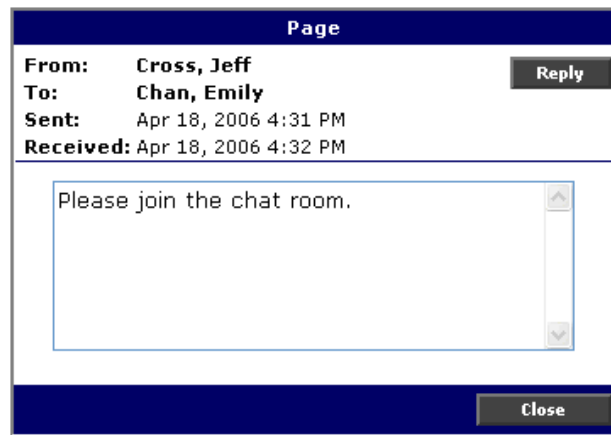 Page
From: Cross, Jeff
Reply
To: Chan, Emily
Sent: Apr 18, 2006 4:31 PM
Received: Apr 18, 2006 4:32 PM
Please join the chat room.
Close